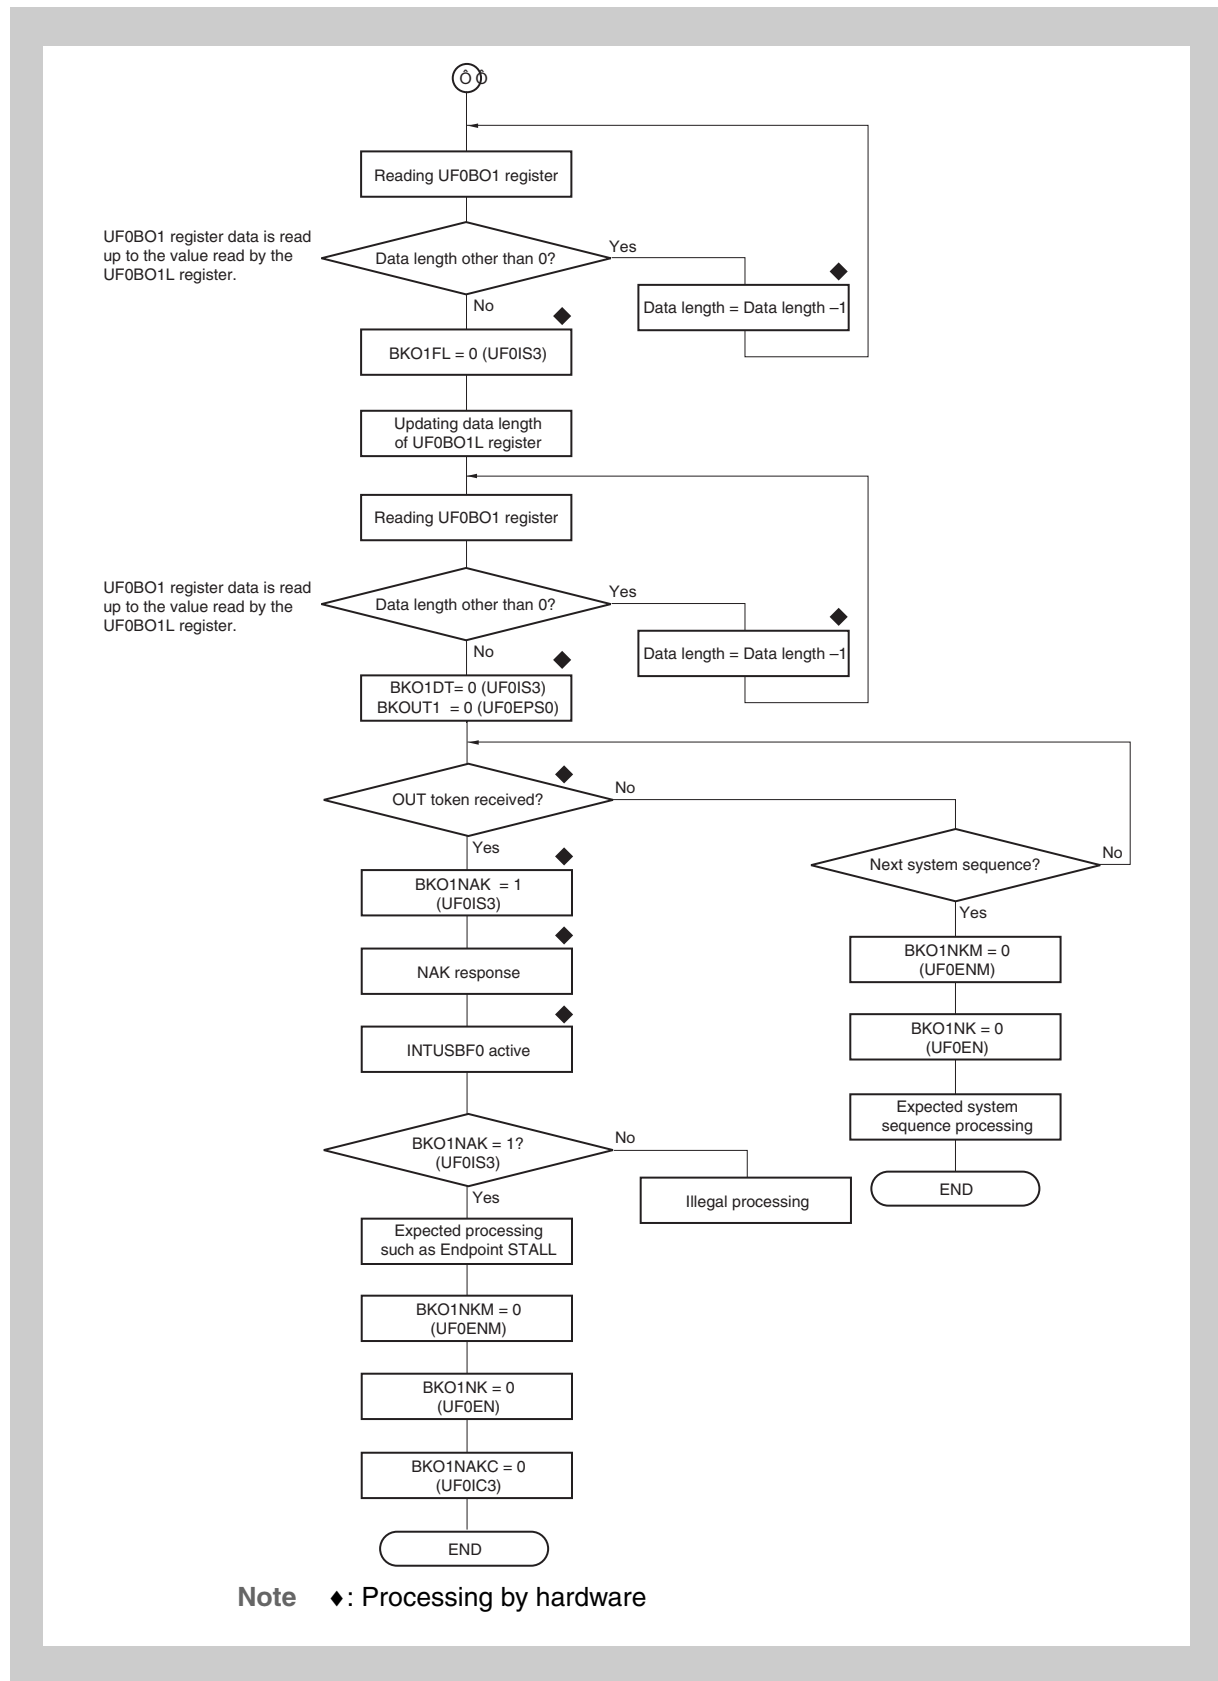 Ô Ô
Reading UF0BO1 register
UF0BO1 register data is read
up to the value read by the
UF0BO1L register.
Data length other than 0?
Yes
Data length = Data length –1
No
BKO1FL = 0 (UF0IS3)
Updating data length
of UF0BO1L register
Reading UF0BO1 register
UF0BO1 register data is read
up to the value read by the
UF0BO1L register.
Data length other than 0?
Yes
Data length = Data length –1
No
BKO1DT= 0 (UF0IS3)
BKOUT1 = 0 (UF0EPS0)
OUT token received?
No
Yes
Next system sequence?
No
Yes
BKO1NAK = 1
(UF0IS3)
NAK response
INTUSBF0 active
BKO1NKM = 0
(UF0ENM)
BKO1NK = 0
(UF0EN)
Expected system
sequence processing
END
BKO1NAK = 1?
(UF0IS3)
No
Illegal processing
Yes
Expected processing
such as Endpoint STALL
BKO1NKM = 0
(UF0ENM)
BKO1NK = 0
(UF0EN)
BKO1NAKC = 0
(UF0IC3)
END
Note ♦: Processing by hardware